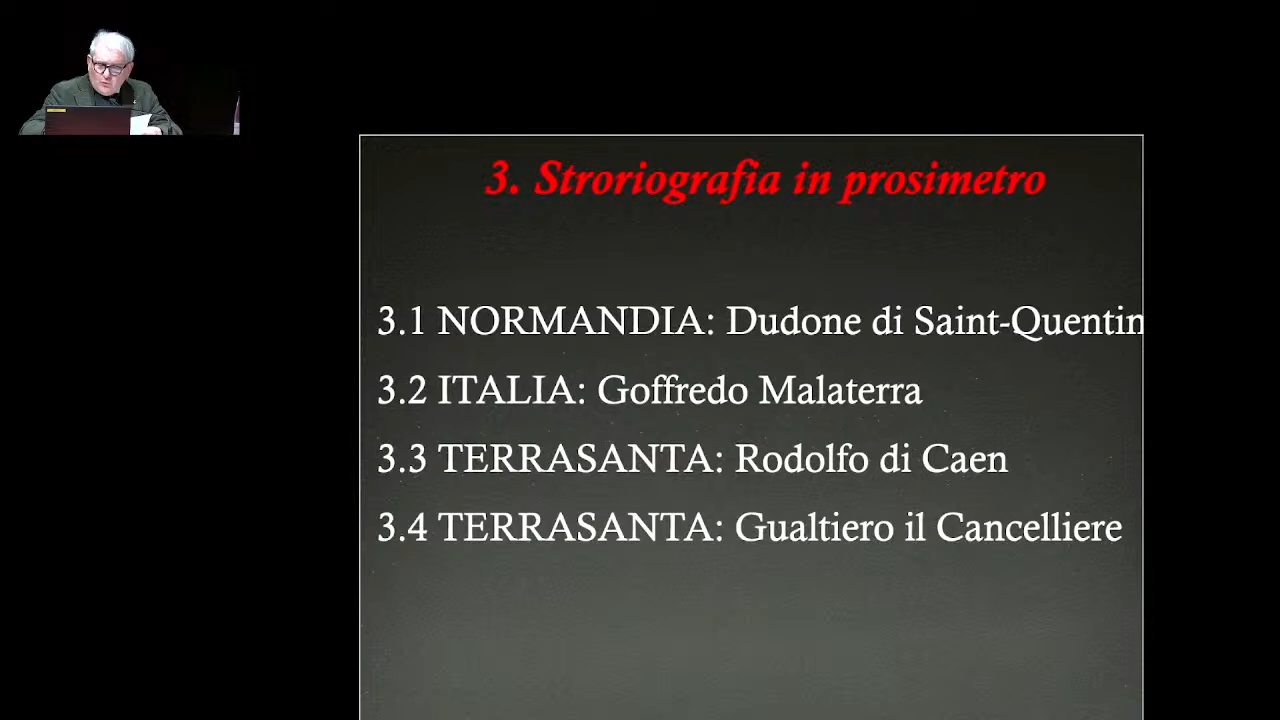 3. Stroriografia in prosimetro
3.1 NORMANDIA: Dudone di Saint-Quentin
3.2 ITALIA: Goffredo Malaterra
3.3 TERRASANTA: Rodolfo di Caen
3.4 TERRASANTA: Gualtiero il Cancelliere